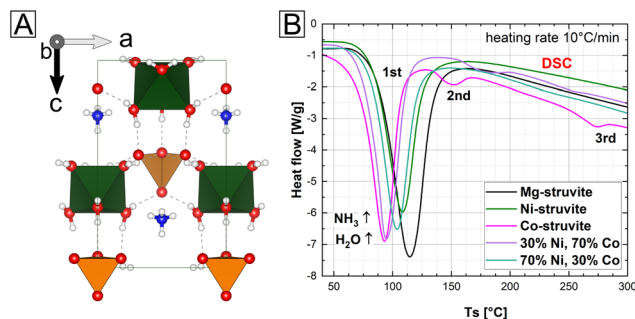 A
b
a
c
B
heating rate 10°C/min
DSC
1st
2nd
3rd
NH₃ ↑
H₂O ↑
Mg-struvite
Ni-struvite
Co-struvite
30% Ni, 70% Co
70% Ni, 30% Co
Heat flow [W/g]
1
0
-1
-2
-3
-4
-5
-6
-7
-8
50
100
150
200
250
300
Ts [°C]